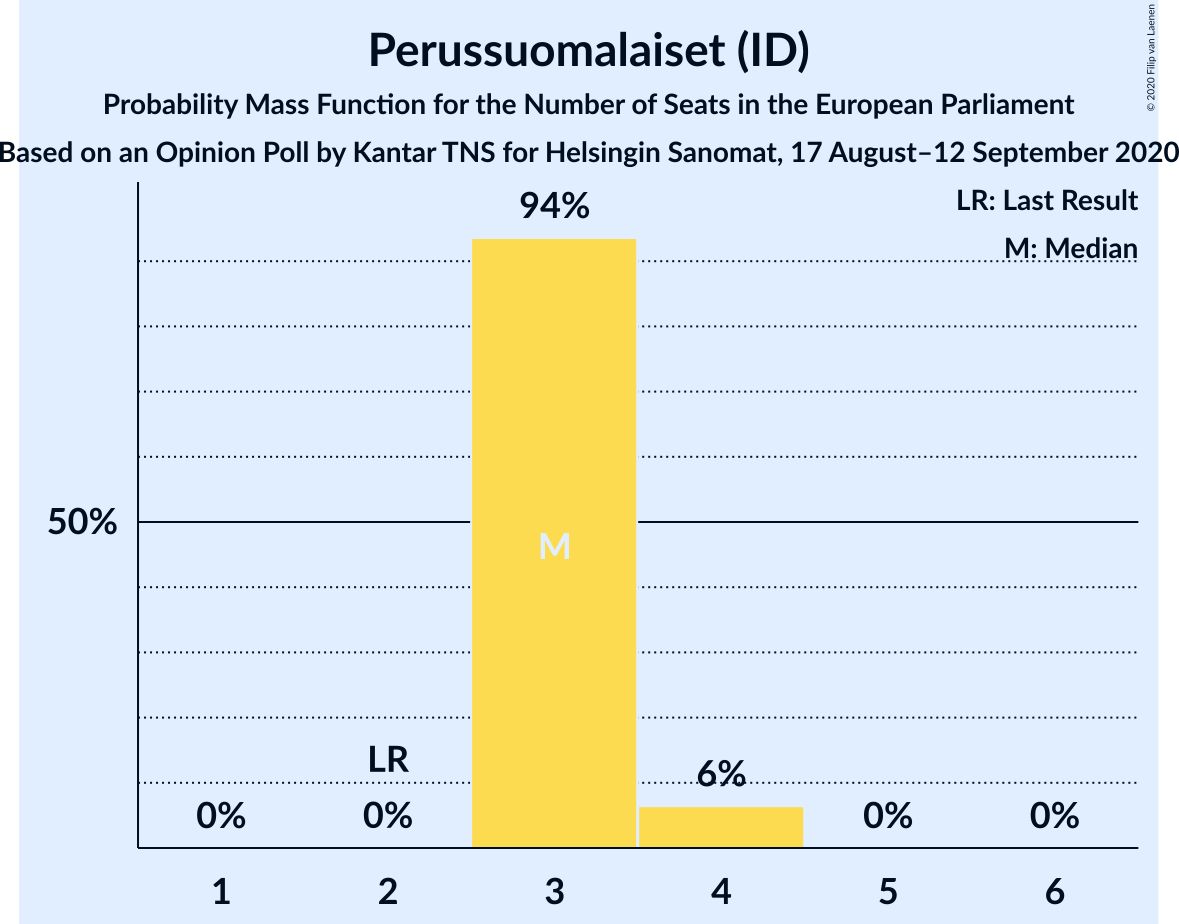 Perussuomalaiset (ID)
Probability Mass Function for the Number of Seats in the European Parliament
Based on an Opinion Poll by Kantar TNS for Helsingin Sanomat, 17 August–12 September 2020
© 2020 Filip van Laenen
LR: Last Result
M: Median
94%
50%
M
LR
6%
0%
0%
0%
0%
1
2
3
4
5
6